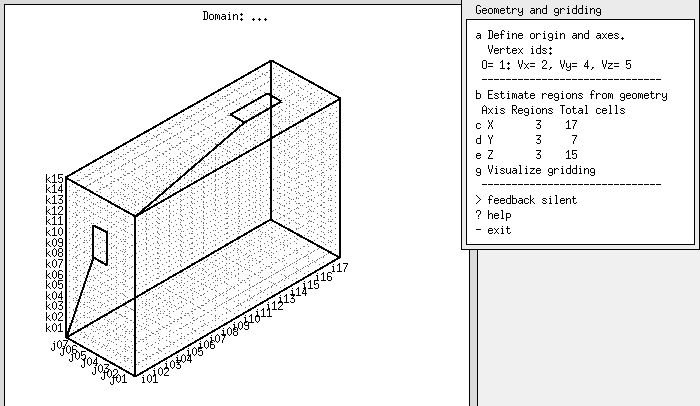 Domain: ...
k15
k14
k13
k12
k11
k10
k09
k08
k07
k06
k05
k04
k03
k02
k01
j07
j06
j05
j04
j03
j02
j01
i01
i02
i03
i04
i05
i06
i07
i08
i09
i10
i11
i12
i13
i14
i15
i16
i17
Geometry and gridding
a Define origin and axes.
Vertex ids:
O= 1: Vx= 2, Vy= 4, Vz= 5
------------------------------
b Estimate regions from geometry
Axis Regions Total cells
c X 3 17
d Y 3 7
e Z 3 15
g Visualize gridding
------------------------------
> feedback silent
? help
- exit